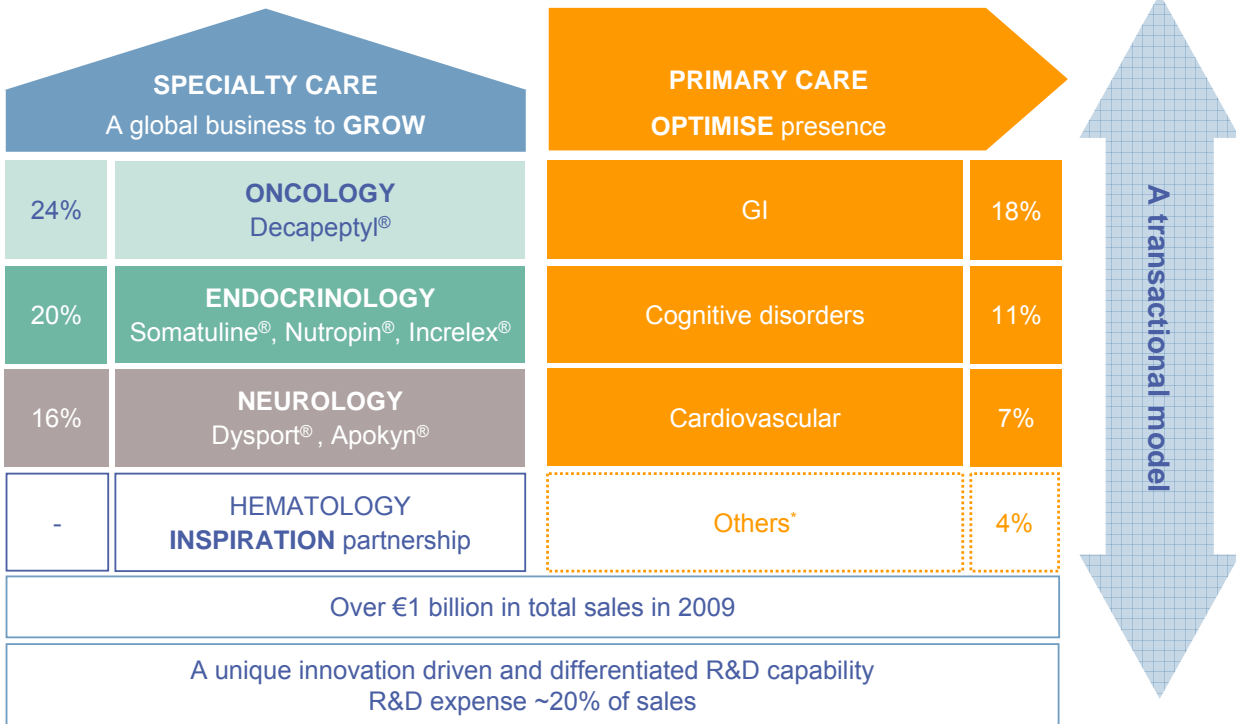 SPECIALTY CARE
A global business to GROW
PRIMARY CARE
OPTIMISE presence
24%
ONCOLOGY
Decapeptyl®
GI
18%
20%
ENDOCRINOLOGY
Somatuline®, Nutropin®, Increlex®
Cognitive disorders
11%
16%
NEUROLOGY
Dysport® , Apokyn®
Cardiovascular
7%
-
HEMATOLOGY
INSPIRATION partnership
Others*
4%
Over €1 billion in total sales in 2009
A unique innovation driven and differentiated R&D capability
R&D expense ~20% of sales
A transactional model